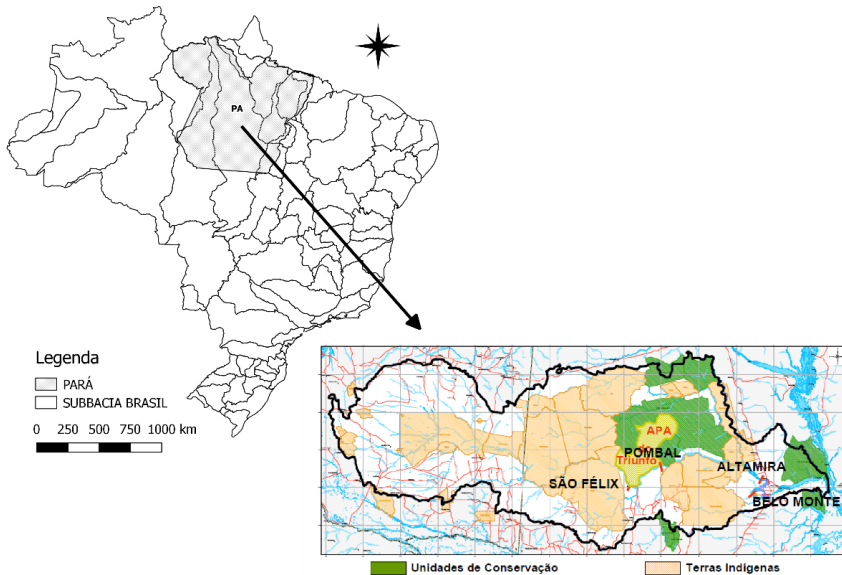 PA
Legenda
PARÁ
SUBBACIA BRASIL
0 250 500 750 1000 km
APA
POMBAL
Triunfo
ALTAMIRA
SÃO FÉLIX
BELO MONTE
Unidades de Conservação Terras Indígenas